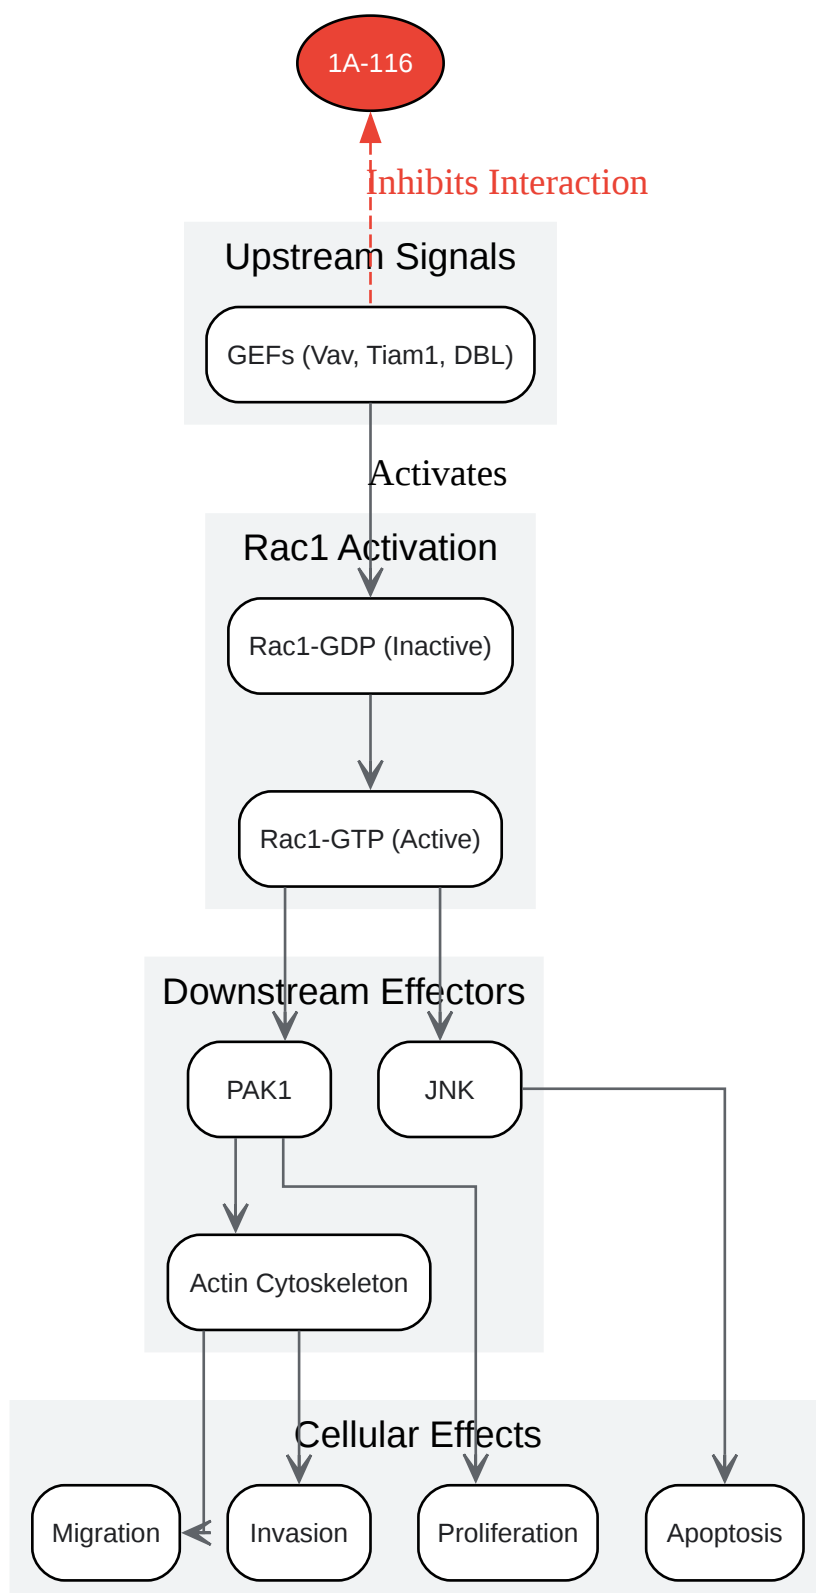 1A-116
Inhibits Interaction
Upstream Signals
GEFs (Vav, Tiam1, DBL)
Activates
Rac1 Activation
Rac1-GDP (Inactive)
Rac1-GTP (Active)
Downstream Effectors
PAK1
JNK
Actin Cytoskeleton
Cellular Effects
Migration
Invasion
Proliferation
Apoptosis